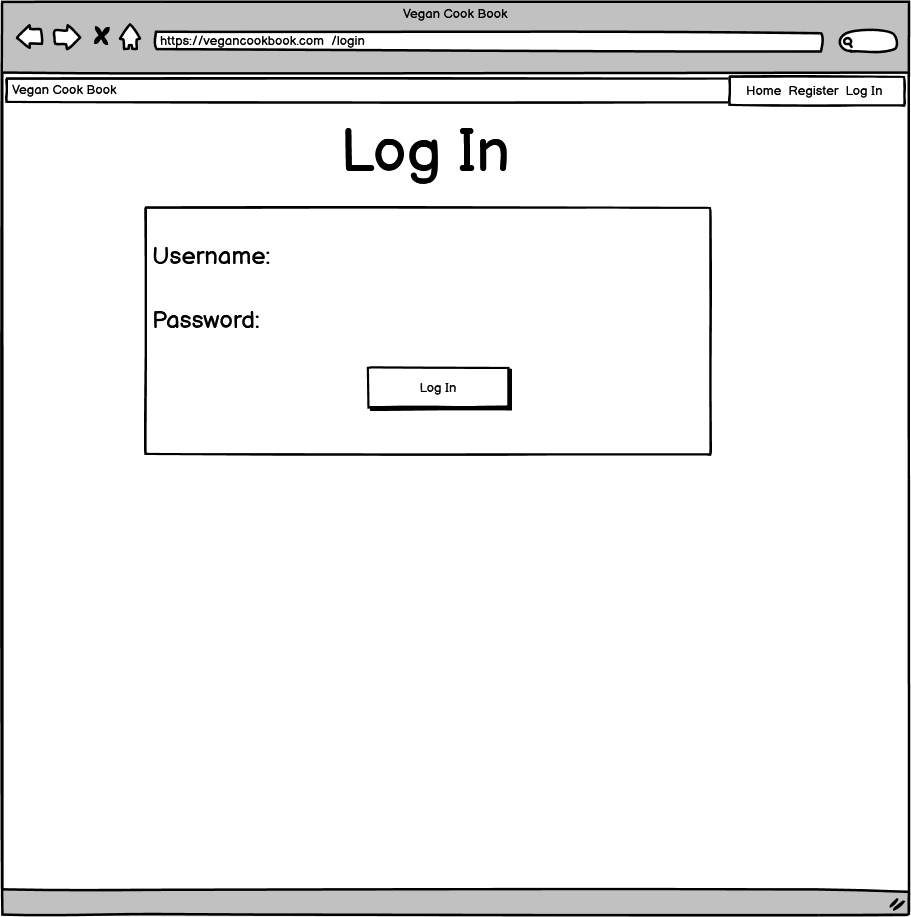 Vegan Cook Book
https://vegancookbook.com /login
Vegan Cook Book
Home Register Log In
Log In
Username:
Password:
Log In